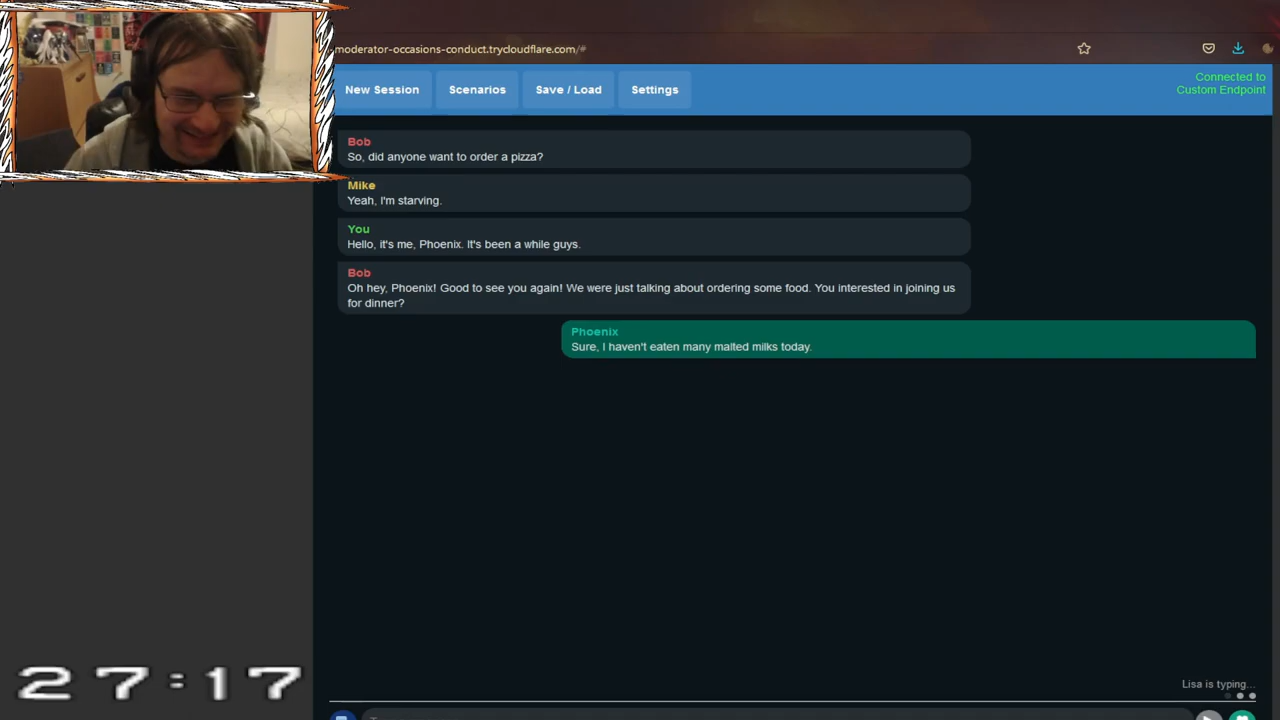 moderator-occasions-conduct.trycloudflare.com/#
New Session
Scenarios
Save / Load
Settings
Connected to
Custom Endpoint
Bob
So, did anyone want to order a pizza?
Mike
Yeah, I'm starving.
You
Hello, it's me, Phoenix. It's been a while guys.
Bob
Oh hey, Phoenix! Good to see you again! We were just talking about ordering some food. You interested in joining us
for dinner?
Phoenix
Sure, I haven't eaten many malted milks today.
Lisa is typing...
27:17